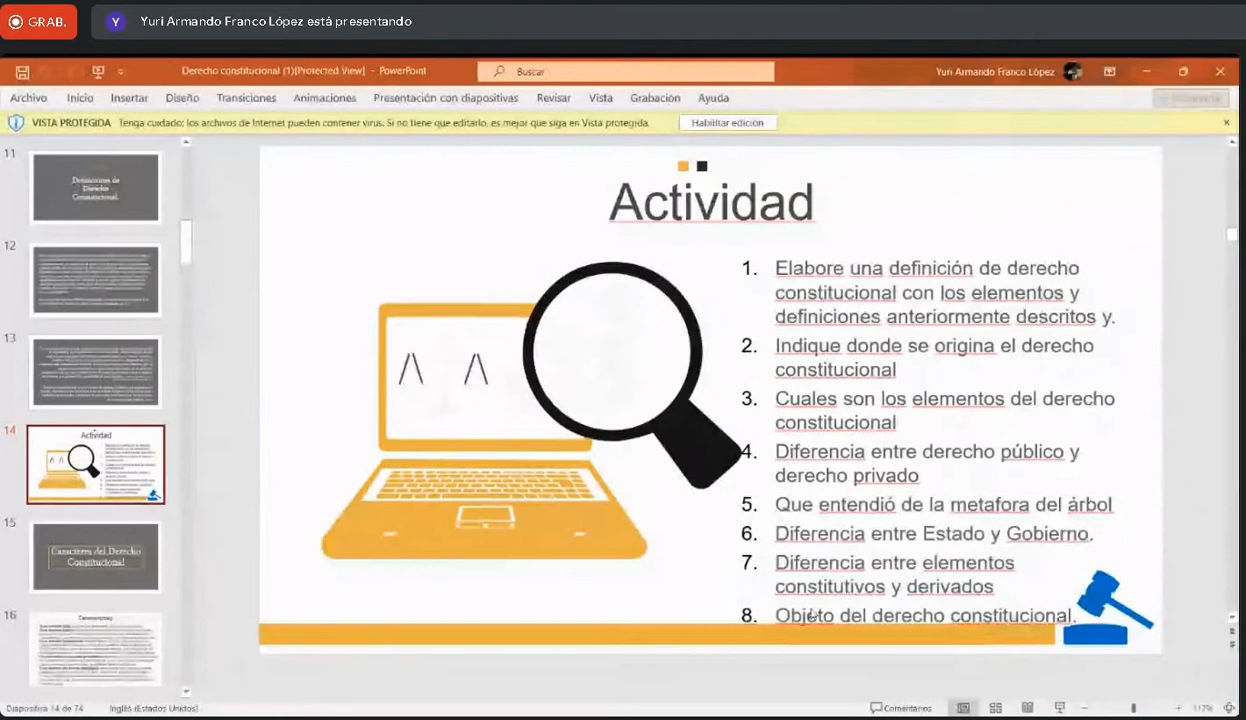 GRAB.
Y
Yuri Armando Franco López está presentando
Derecho constitucional (1)[Protected View] - PowerPoint
Buscar
Yuri Armando Franco López
Archivo Inicio Insertar Diseño Transiciones Animaciones Presentación con diapositivas Revisar Vista Grabación Ayuda
VISTA PROTEGIDA Tenga cuidado: los archivos de Internet pueden contener virus. Si no tiene que editarlo, es mejor que siga en Vista protegida.
Habilitar edición
11
Definiciones de
Derecho
Constitucional.
12
13
14
Actividad
15
Caracteres del Derecho
Constitucional
16
Actividad
1. Elabore una definición de derecho
constitucional con los elementos y
definiciones anteriormente descritos y.
2. Indique donde se origina el derecho
constitucional
3. Cuales son los elementos del derecho
constitucional
4. Diferencia entre derecho público y
derecho privado
5. Que entendió de la metafora del árbol
6. Diferencia entre Estado y Gobierno.
7. Diferencia entre elementos
constitutivos y derivados
8. Objeto del derecho constitucional.
Diapositiva 14 de 74
Inglés (Estados Unidos)
Comentarios
117%